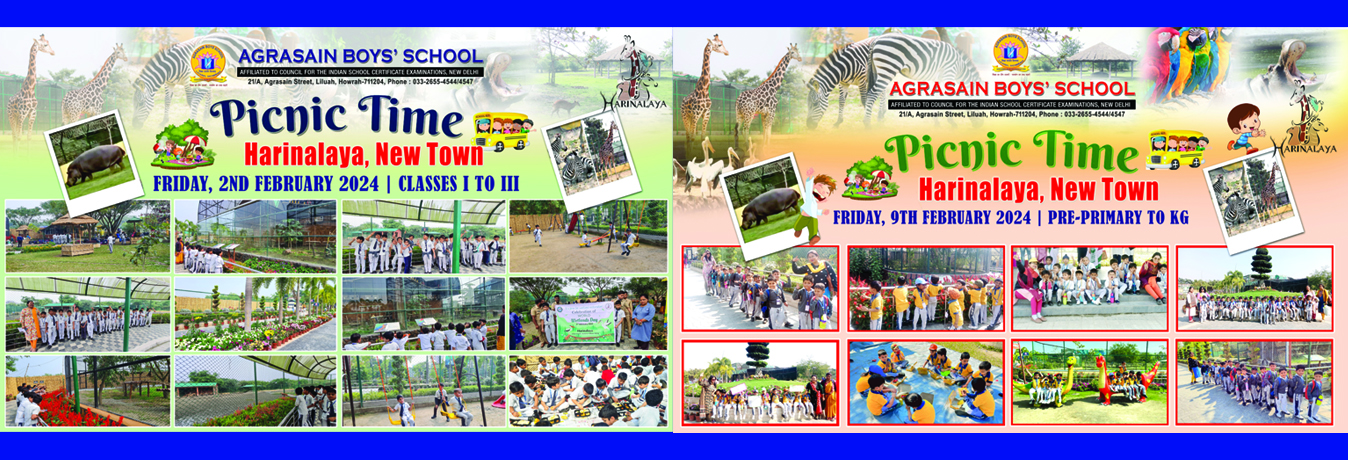 AGRASAIN BOYS' SCHOOL
AFFILIATED TO COUNCIL FOR THE INDIAN SCHOOL CERTIFICATE EXAMINATIONS, NEW DELHI
21/A, Agrasain Street, Liluah, Howrah-711204, Phone : 033-2655-4544/4547
HARINALAYA
Picnic Time
Harinalaya, New Town
FRIDAY, 2ND FEBRUARY 2024 | CLASSES I TO III
AGRASAIN BOYS' SCHOOL
AFFILIATED TO COUNCIL FOR THE INDIAN SCHOOL CERTIFICATE EXAMINATIONS, NEW DELHI
21/A, Agrasain Street, Liluah, Howrah-711204, Phone : 033-2655-4544/4547
HARINALAYA
Picnic Time
Harinalaya, New Town
FRIDAY, 9TH FEBRUARY 2024 | PRE-PRIMARY TO KG